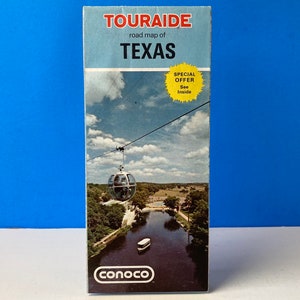 TOURAIDE
road map of
TEXAS
SPECIAL
OFFER
See
Inside
conoco